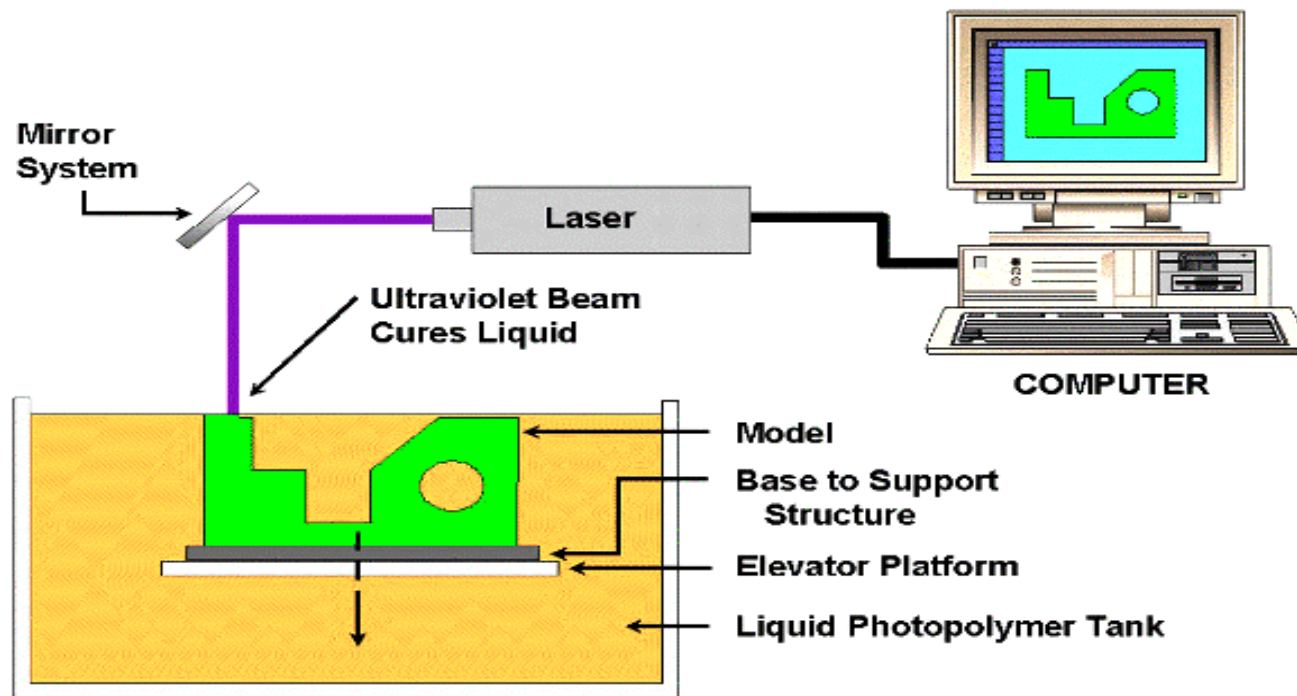 Mirror
System
Laser
Ultraviolet Beam
Cures Liquid
COMPUTER
Model
Base to Support
Structure
Elevator Platform
Liquid Photopolymer Tank